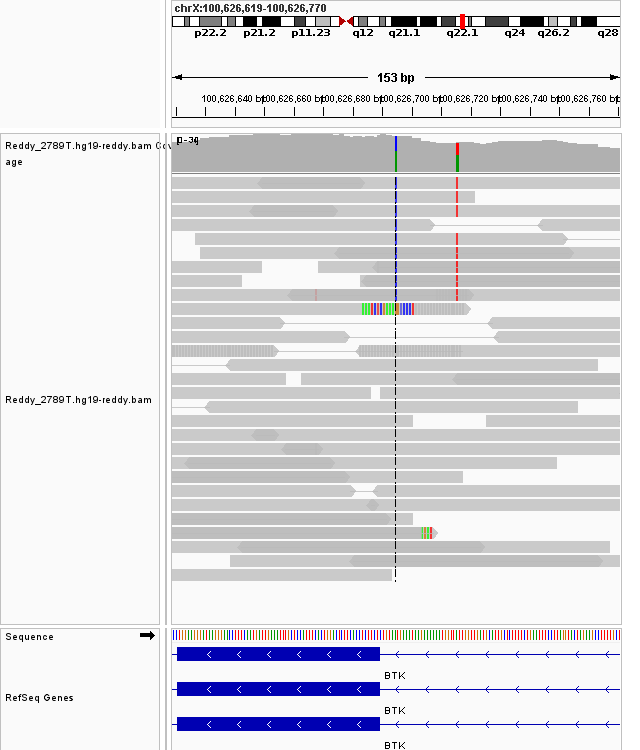 chrX:100,626,619-100,626,770
p22.2 p21.2 p11.23 q12 q21.1 q22.1 q24 q26.2 q28
153 bp
100,626,640 bp 100,626,660 bp 100,626,680 bp 100,626,700 bp 100,626,720 bp 100,626,740 bp 100,626,760 bp
Reddy_2789T.hg19-reddy.bam Cov
age
Reddy_2789T.hg19-reddy.bam
Sequence
BTK
RefSeq Genes
BTK
BTK